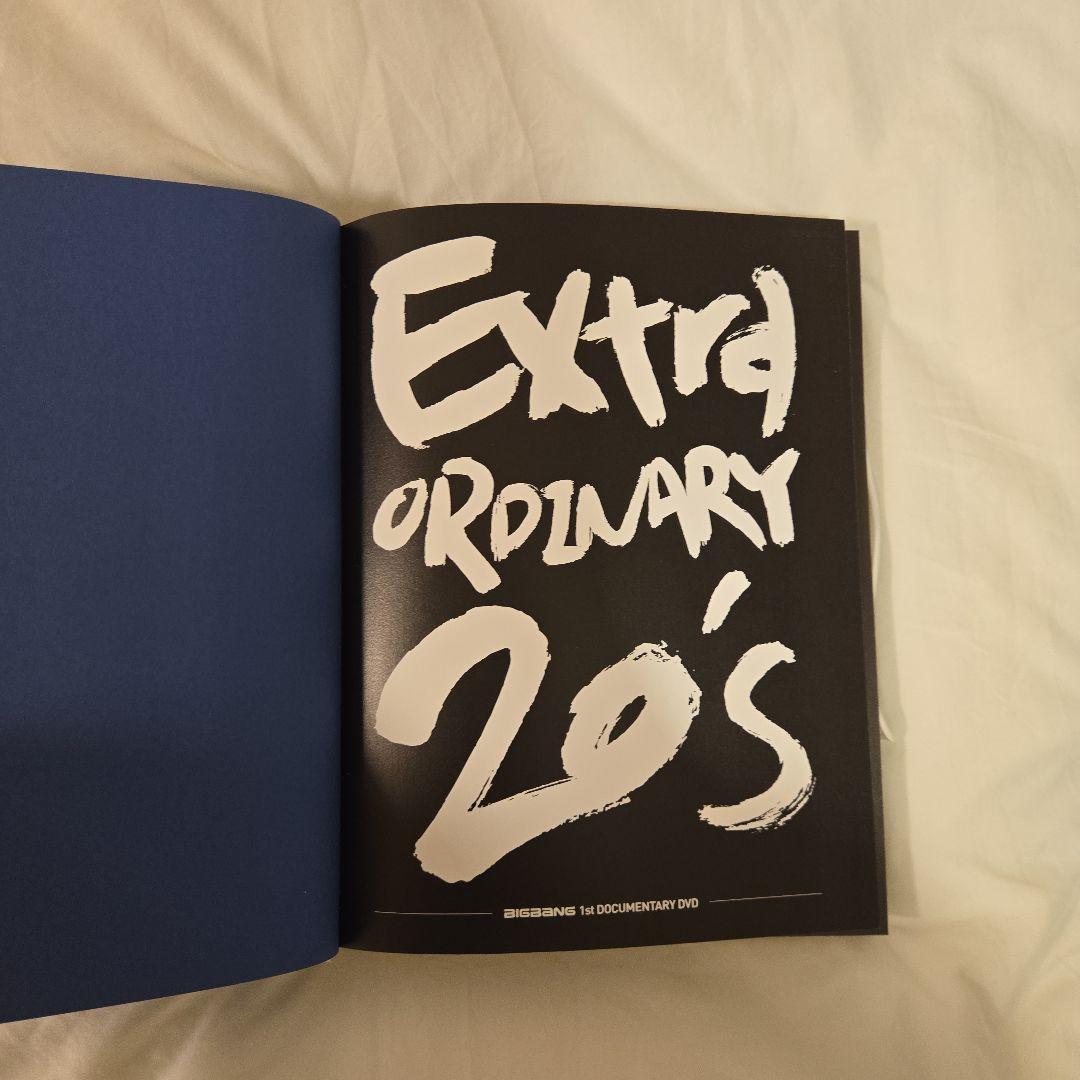 Extra
ORDINARY
20's
BIGBANG 1st DOCUMENTARY DVD